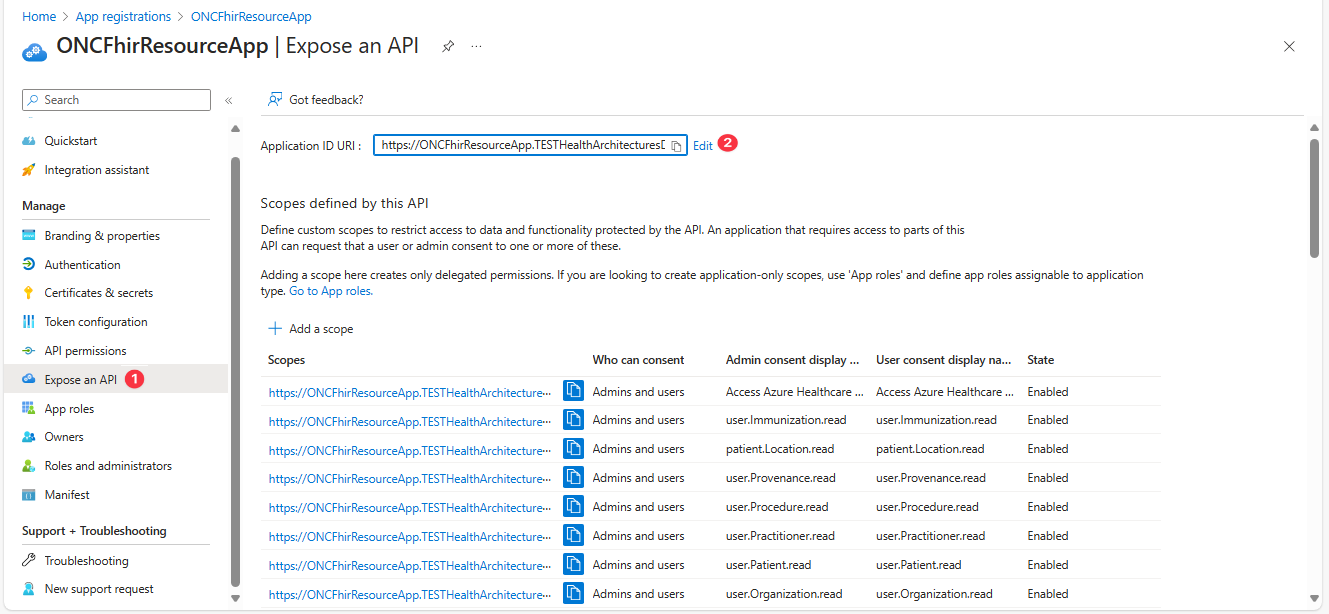 Home > App registrations > ONCFhirResourceApp
ONCFhirResourceApp | Expose an API
Search
«
Got feedback?
Quickstart
Integration assistant
Manage
Branding & properties
Authentication
Certificates & secrets
Token configuration
API permissions
Expose an API 1
App roles
Owners
Roles and administrators
Manifest
Support + Troubleshooting
Troubleshooting
New support request
Application ID URI : https://ONCFhirResourceApp.TESTHealthArchitectures Edit 2
Scopes defined by this API
Define custom scopes to restrict access to data and functionality protected by the API. An application that requires access to parts of this
API can request that a user or admin consent to one or more of these.
Adding a scope here creates only delegated permissions. If you are looking to create application-only scopes, use 'App roles' and define app roles assignable to application
type. Go to App roles.
Add a scope
Scopes Who can consent Admin consent display ... User consent display na... State
https://ONCFhirResourceApp.TESTHealthArchitecture... Admins and users Access Azure Healthcare ... Access Azure Healthcare ... Enabled
https://ONCFhirResourceApp.TESTHealthArchitecture... Admins and users user.Immunization.read user.Immunization.read Enabled
https://ONCFhirResourceApp.TESTHealthArchitecture... Admins and users patient.Location.read patient.Location.read Enabled
https://ONCFhirResourceApp.TESTHealthArchitecture... Admins and users user.Provenance.read user.Provenance.read Enabled
https://ONCFhirResourceApp.TESTHealthArchitecture... Admins and users user.Procedure.read user.Procedure.read Enabled
https://ONCFhirResourceApp.TESTHealthArchitecture... Admins and users user.Practitioner.read user.Practitioner.read Enabled
https://ONCFhirResourceApp.TESTHealthArchitecture... Admins and users user.Patient.read user.Patient.read Enabled
https://ONCFhirResourceApp.TESTHealthArchitecture... Admins and users user.Organization.read user.Organization.read Enabled